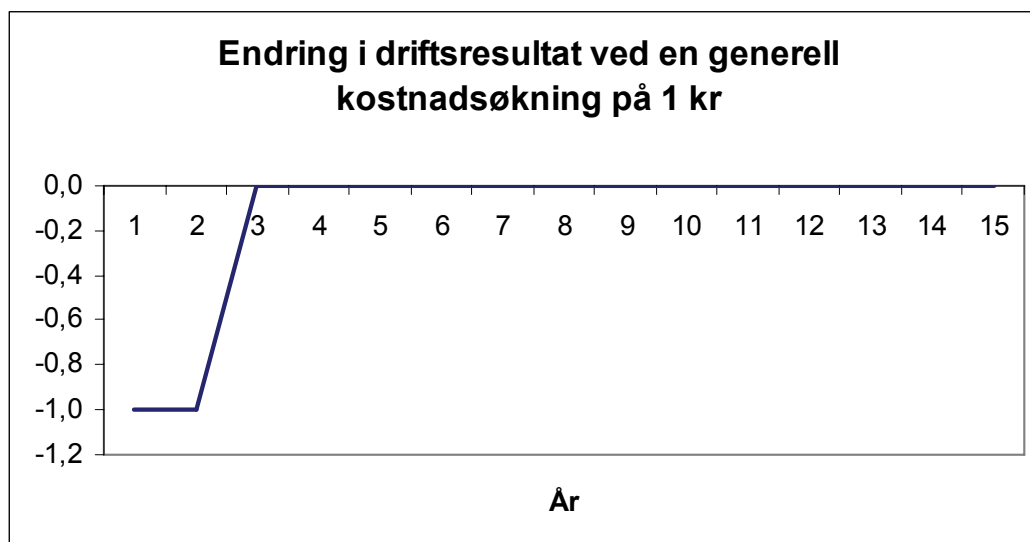 Endring i driftsresultat ved en generell
kostnadsøkning på 1 kr
0,0
1 2 3 4 5 6 7 8 9 10 11 12 13 14 15
-0,2
-0,4
-0,6
-0,8
-1,0
-1,2
År